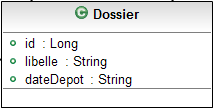 Dossier
id : Long
libelle : String
dateDepot : String